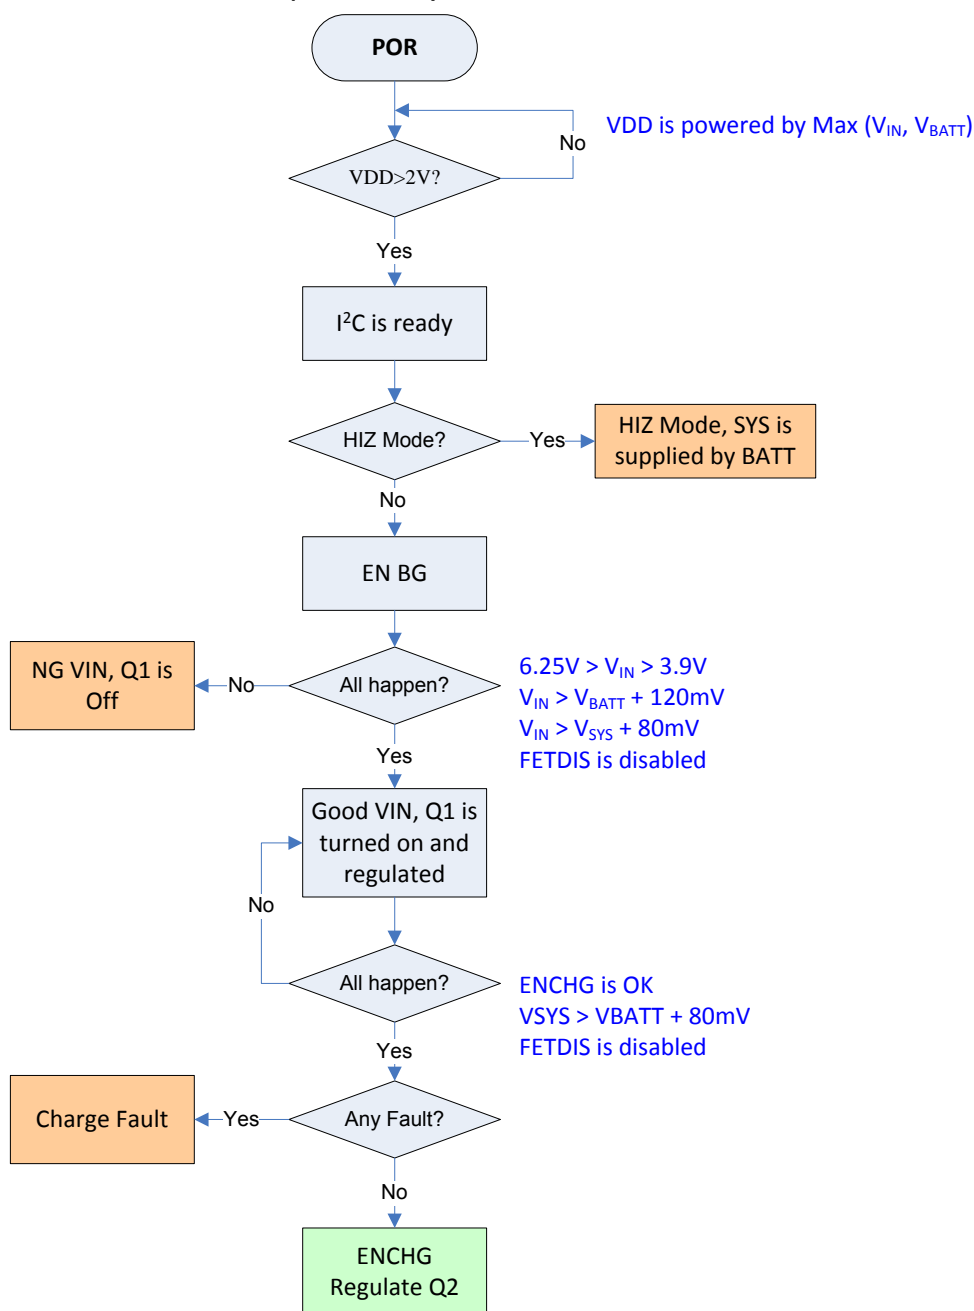 POR
VDD is powered by Max (VIN, VBATT)
No
VDD>2V?
Yes
I²C is ready
HIZ Mode?
Yes
HIZ Mode, SYS is
supplied by BATT
No
EN BG
NG VIN, Q1 is
Off
No
All happen?
6.25V > VIN > 3.9V
VIN > VBATT + 120mV
VIN > VSYS + 80mV
FETDIS is disabled
Yes
Good VIN, Q1 is
turned on and
regulated
No
All happen?
ENCHG is OK
VSYS > VBATT + 80mV
FETDIS is disabled
Yes
Charge Fault
Yes
Any Fault?
No
ENCHG
Regulate Q2